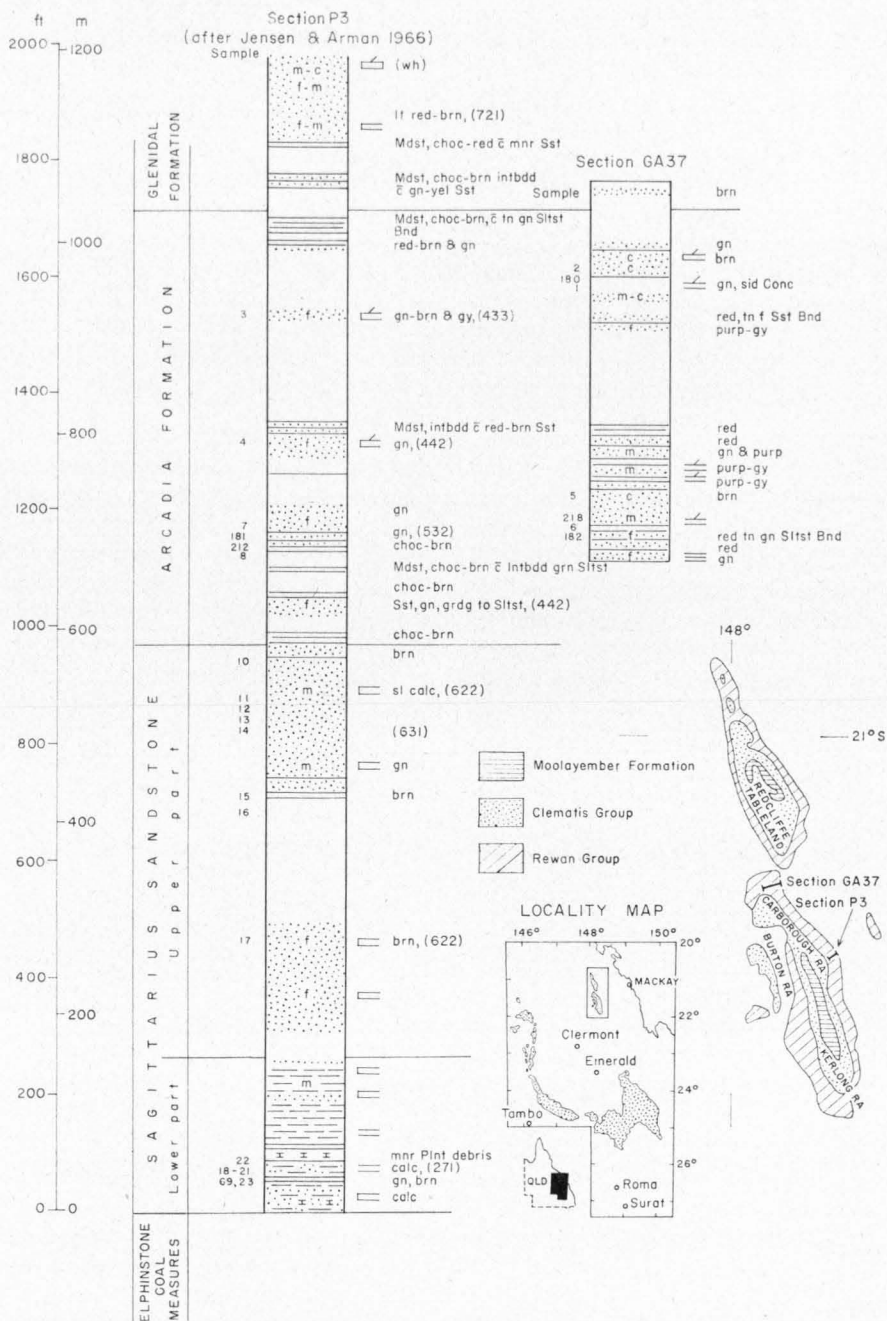 Section P3
(after Jensen & Arman 1966)
ft m
Sample
2000 1200
1800
1000
1600
1400
800
1200
1000 600
800
400
600
400
200
200
0 0
GLENIDAL FORMATION
ARCADIA FORMATION
SAGITTARIUS SANDSTONE
Upper part
Lower part
ELPHINSTONE COAL MEASURES
3
4
7
181
212
8
10
11
12
13
14
15
16
17
22
18-21
69,23
m-c
f-m
f-m
f
f
f
f
m
m
f
f
m
(wh)
lt red-brn, (721)
Mdst, choc-red c̄ mnr Sst
Mdst, choc-brn intbdd
c̄ gn-yel Sst
Mdst, choc-brn, c̄ tn gn Sltst
Bnd
red-brn & gn
gn-brn & gy, (433)
Mdst, intbdd c̄ red-brn Sst
gn, (442)
gn
gn, (532)
choc-brn
Mdst, choc-brn c̄ Intbdd grn Sltst
choc-brn
Sst, gn, grdg to Sltst, (442)
choc-brn
brn
sl calc, (622)
(631)
gn
brn
brn, (622)
mnr Plnt debris
calc, (271)
gn, brn
calc
Section GA37
Sample
2
180
1
5
218
6
182
c
c
m-c
f
m
m
c
m
f
f
brn
gn
brn
gn, sid Conc
red, tn f Sst Bnd
purp-gy
red
red
gn & purp
purp-gy
purp-gy
brn
red tn gn Sltst Bnd
red
gn
Moolayember Formation
Clematis Group
Rewan Group
148°
21°S
REDCLIFFE
TABLELAND
Section GA37
Section P3
CARBOROUGH RA
BURTON RA
KERLONG RA
LOCALITY MAP
146° 148° 150°
20°
MACKAY
22°
Clermont
Emerald
24°
Tambo
26°
QLD
Roma
Surat